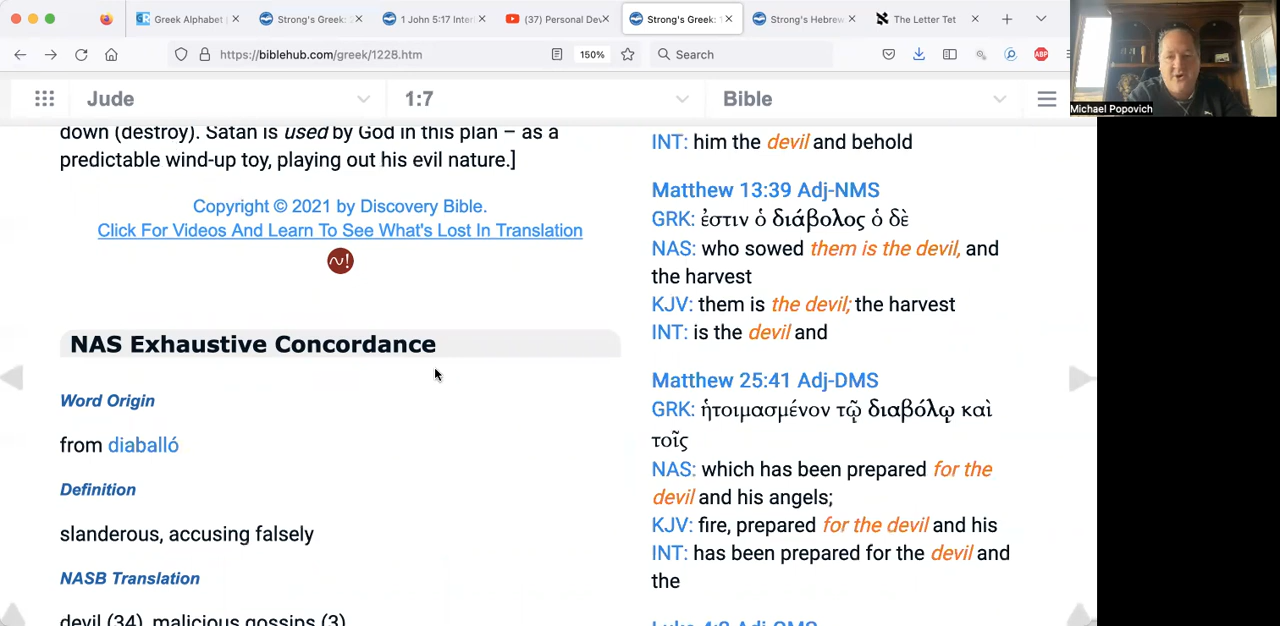 Greek Alphabet
Strong's Greek:
1 John 5:17 Inter
(37) Personal Dev
Strong's Greek:
Strong's Hebrew
The Letter Tet
https://biblehub.com/greek/1228.htm
150%
Search
ABP
Michael Popovich
Jude
1:7
Bible
down (destroy). Satan is used by God in this plan – as a
predictable wind-up toy, playing out his evil nature.]
Copyright © 2021 by Discovery Bible.
Click For Videos And Learn To See What's Lost In Translation
NAS Exhaustive Concordance
Word Origin
from diaballó
Definition
slanderous, accusing falsely
NASB Translation
devil (34), malicious gossips (3)
INT: him the devil and behold
Matthew 13:39 Adj-NMS
GRK: ἐστιν ὁ διάβολος ὁ δὲ
NAS: who sowed them is the devil, and
the harvest
KJV: them is the devil; the harvest
INT: is the devil and
Matthew 25:41 Adj-DMS
GRK: ἡτοιμασμένον τῷ διαβόλῳ καὶ
τοῖς
NAS: which has been prepared for the
devil and his angels;
KJV: fire, prepared for the devil and his
INT: has been prepared for the devil and
the